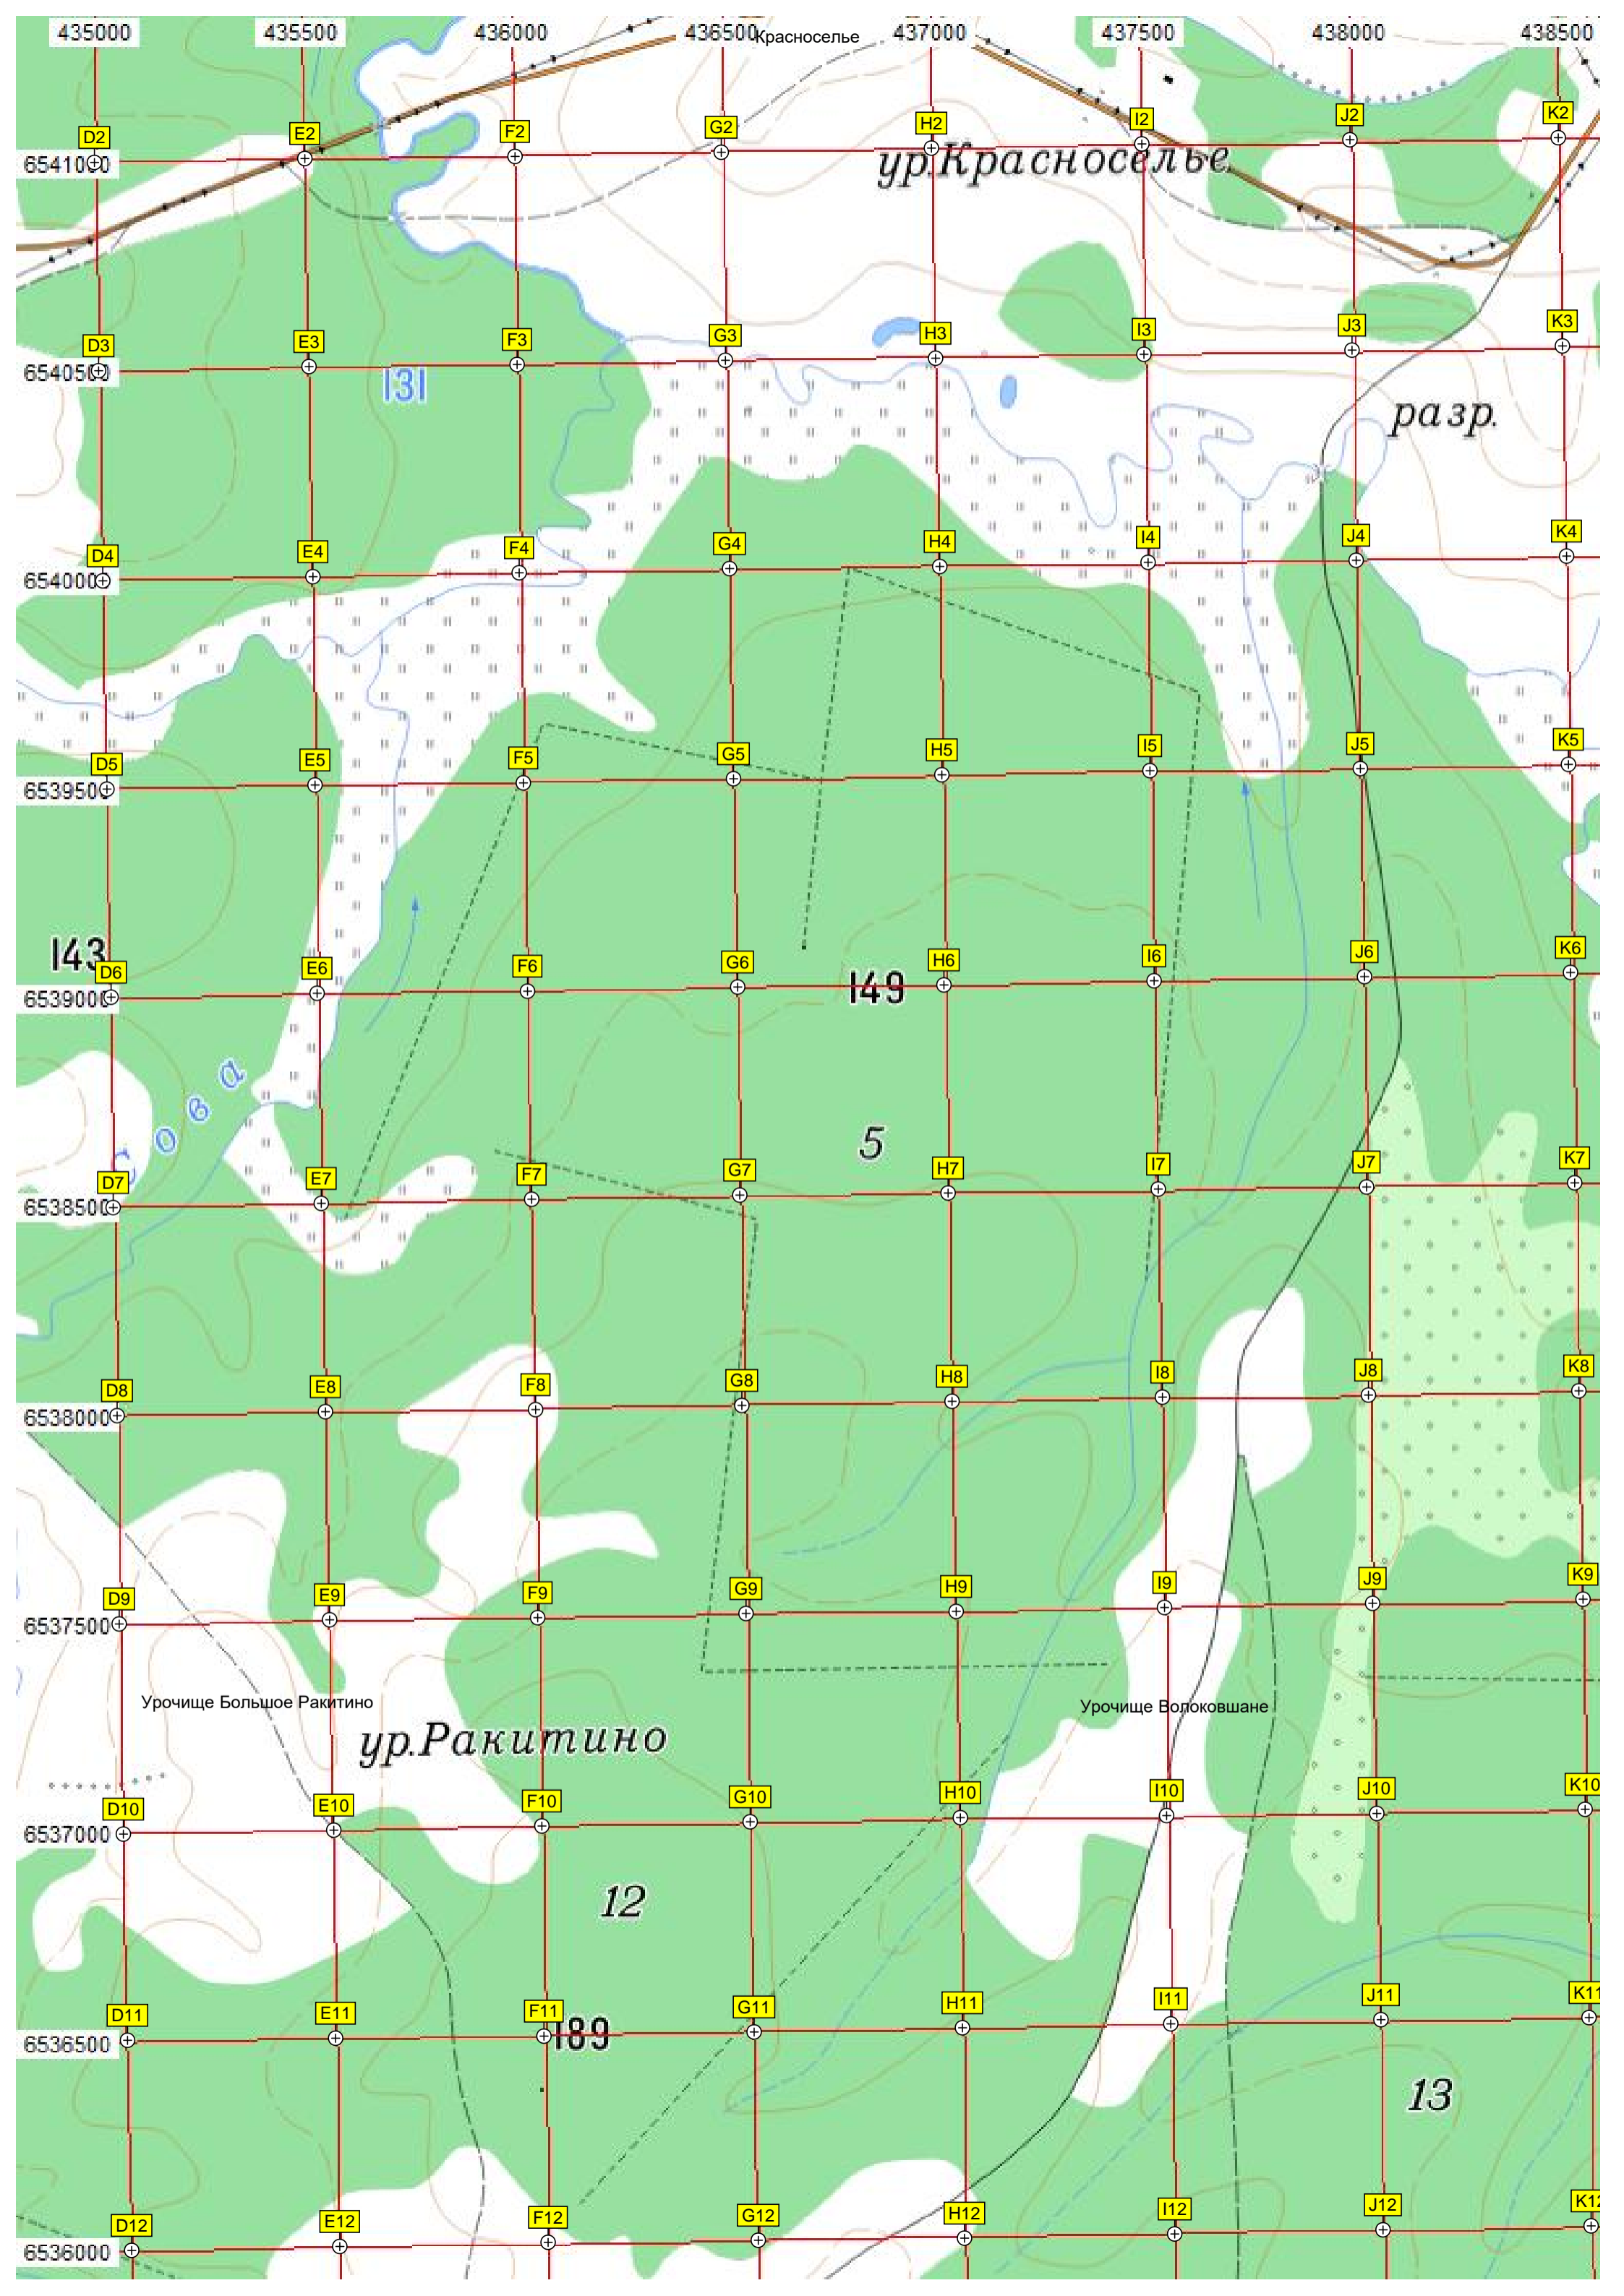 435000 435500 436000 436500 Красноселье 437000 437500 438000 438500
D2 E2 F2 G2 H2 I2 J2 K2
6541000
ур.Красноселье
D3 E3 F3 G3 H3 I3 J3 K3
6540500
131
разр.
D4 E4 F4 G4 H4 I4 J4 K4
6540000
D5 E5 F5 G5 H5 I5 J5 K5
6539500
143
D6 E6 F6 G6 H6 I6 J6 K6
6539000
149
Сова
5
D7 E7 F7 G7 H7 I7 J7 K7
6538500
D8 E8 F8 G8 H8 I8 J8 K8
6538000
D9 E9 F9 G9 H9 I9 J9 K9
6537500
Урочище Большое Ракитино
Урочище Волоковшане
ур.Ракитино
D10 E10 F10 G10 H10 I10 J10 K10
6537000
12
D11 E11 F11 G11 H11 I11 J11 K11
6536500
189
13
D12 E12 F12 G12 H12 I12 J12 K12
6536000